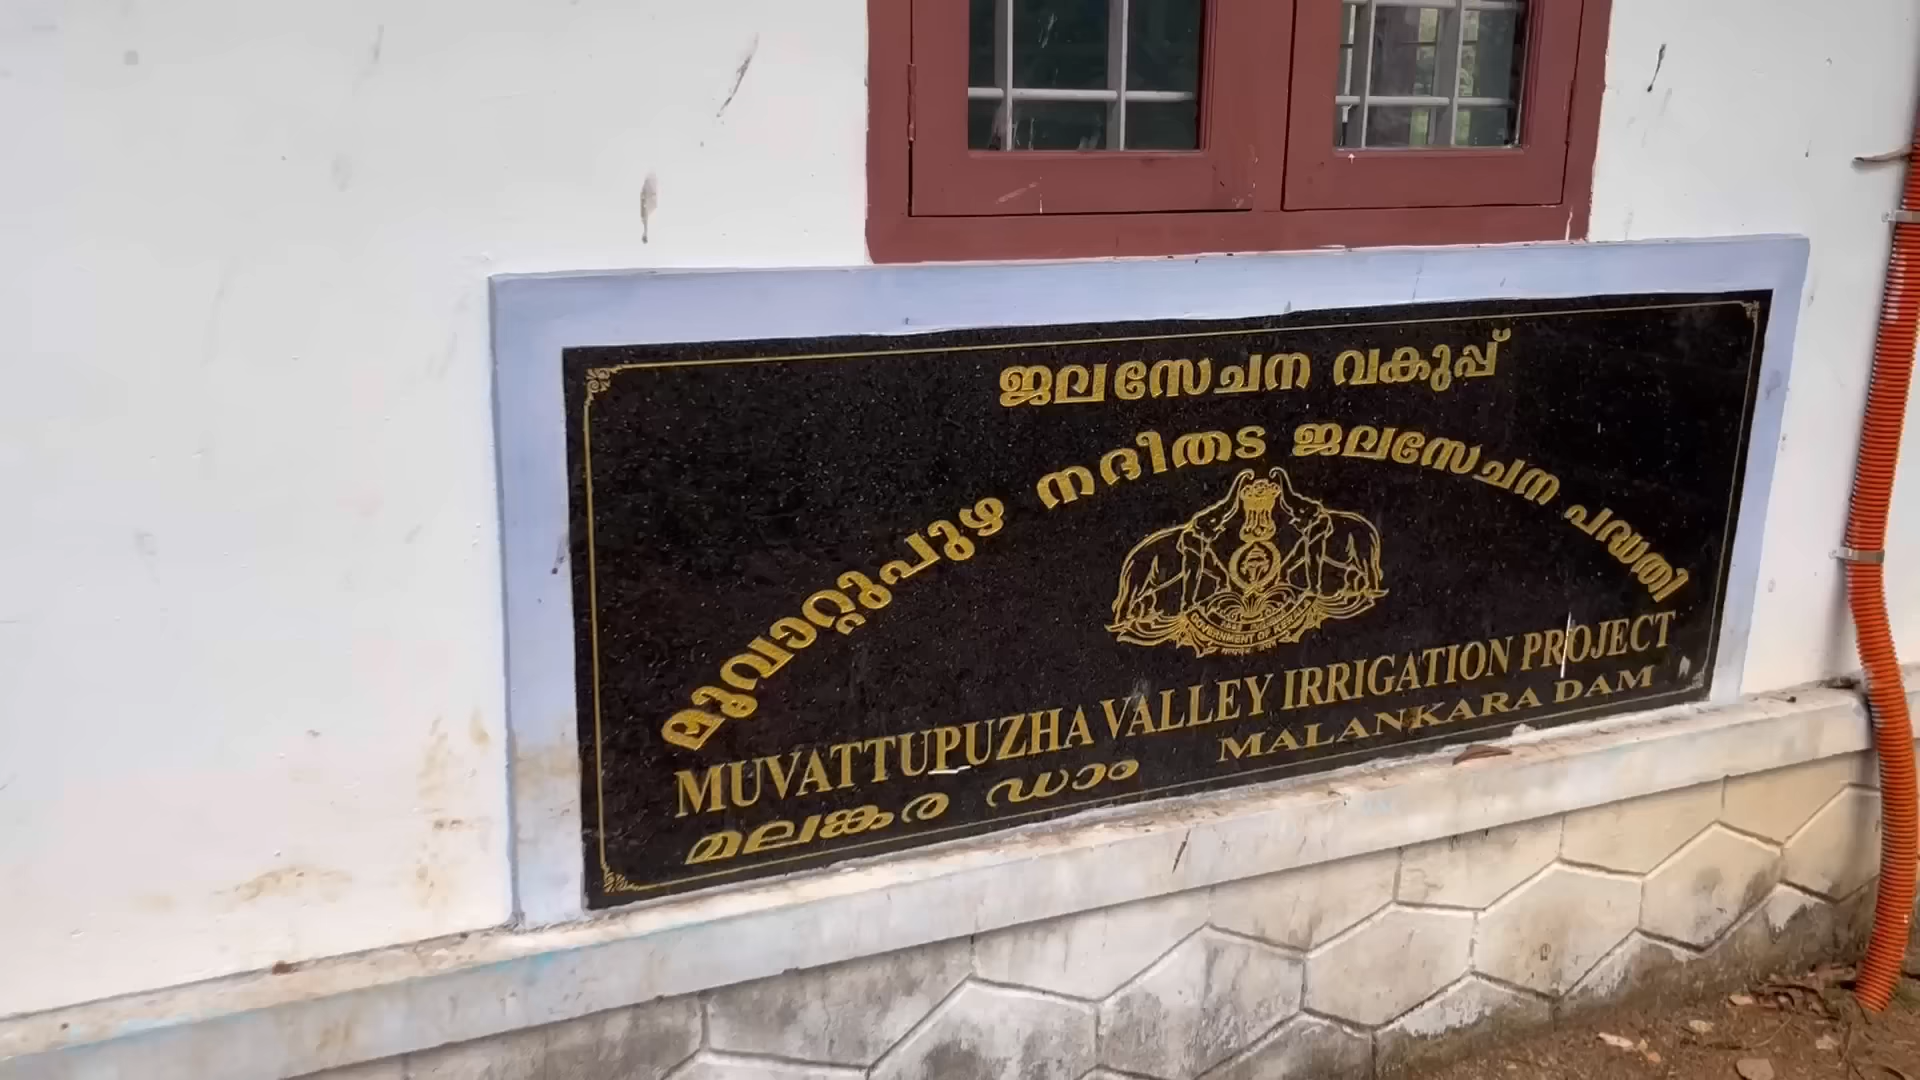 ജലസേചന വകുപ്പ്
മൂവാറ്റുപുഴ നദീതട ജലസേചന പദ്ധതി
GOVERNMENT OF KERALA
MUVATTUPUZHA VALLEY IRRIGATION PROJECT
മലങ്കര ഡാം MALANKARA DAM